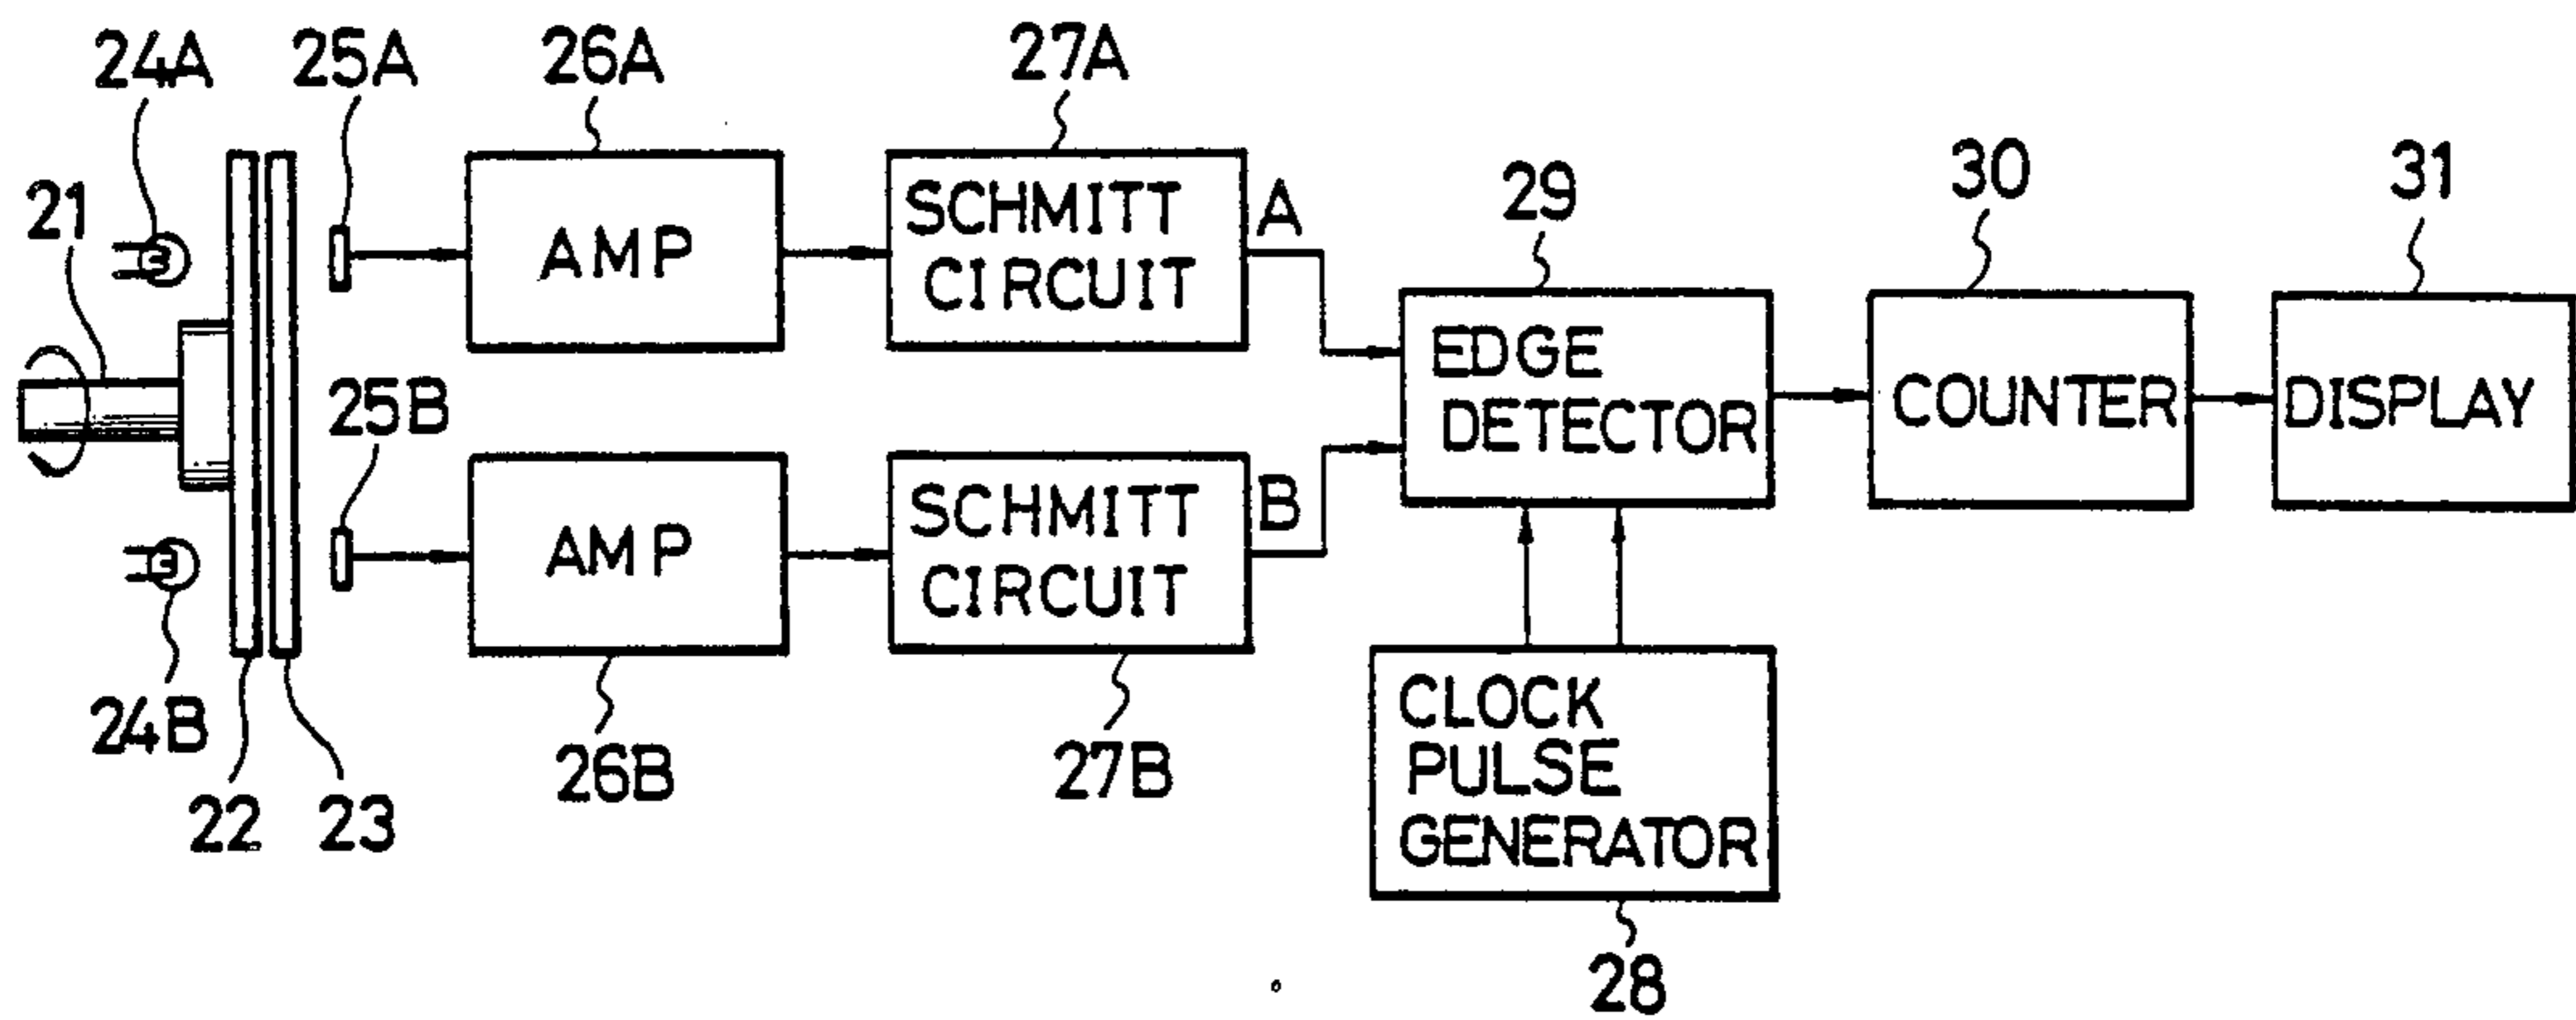 24A
25A
26A
27A
21
AMP
SCHMITT
CIRCUIT
A
29
30
31
25B
EDGE
DETECTOR
COUNTER
DISPLAY
AMP
SCHMITT
CIRCUIT
B
24B
22
23
26B
27B
CLOCK
PULSE
GENERATOR
28